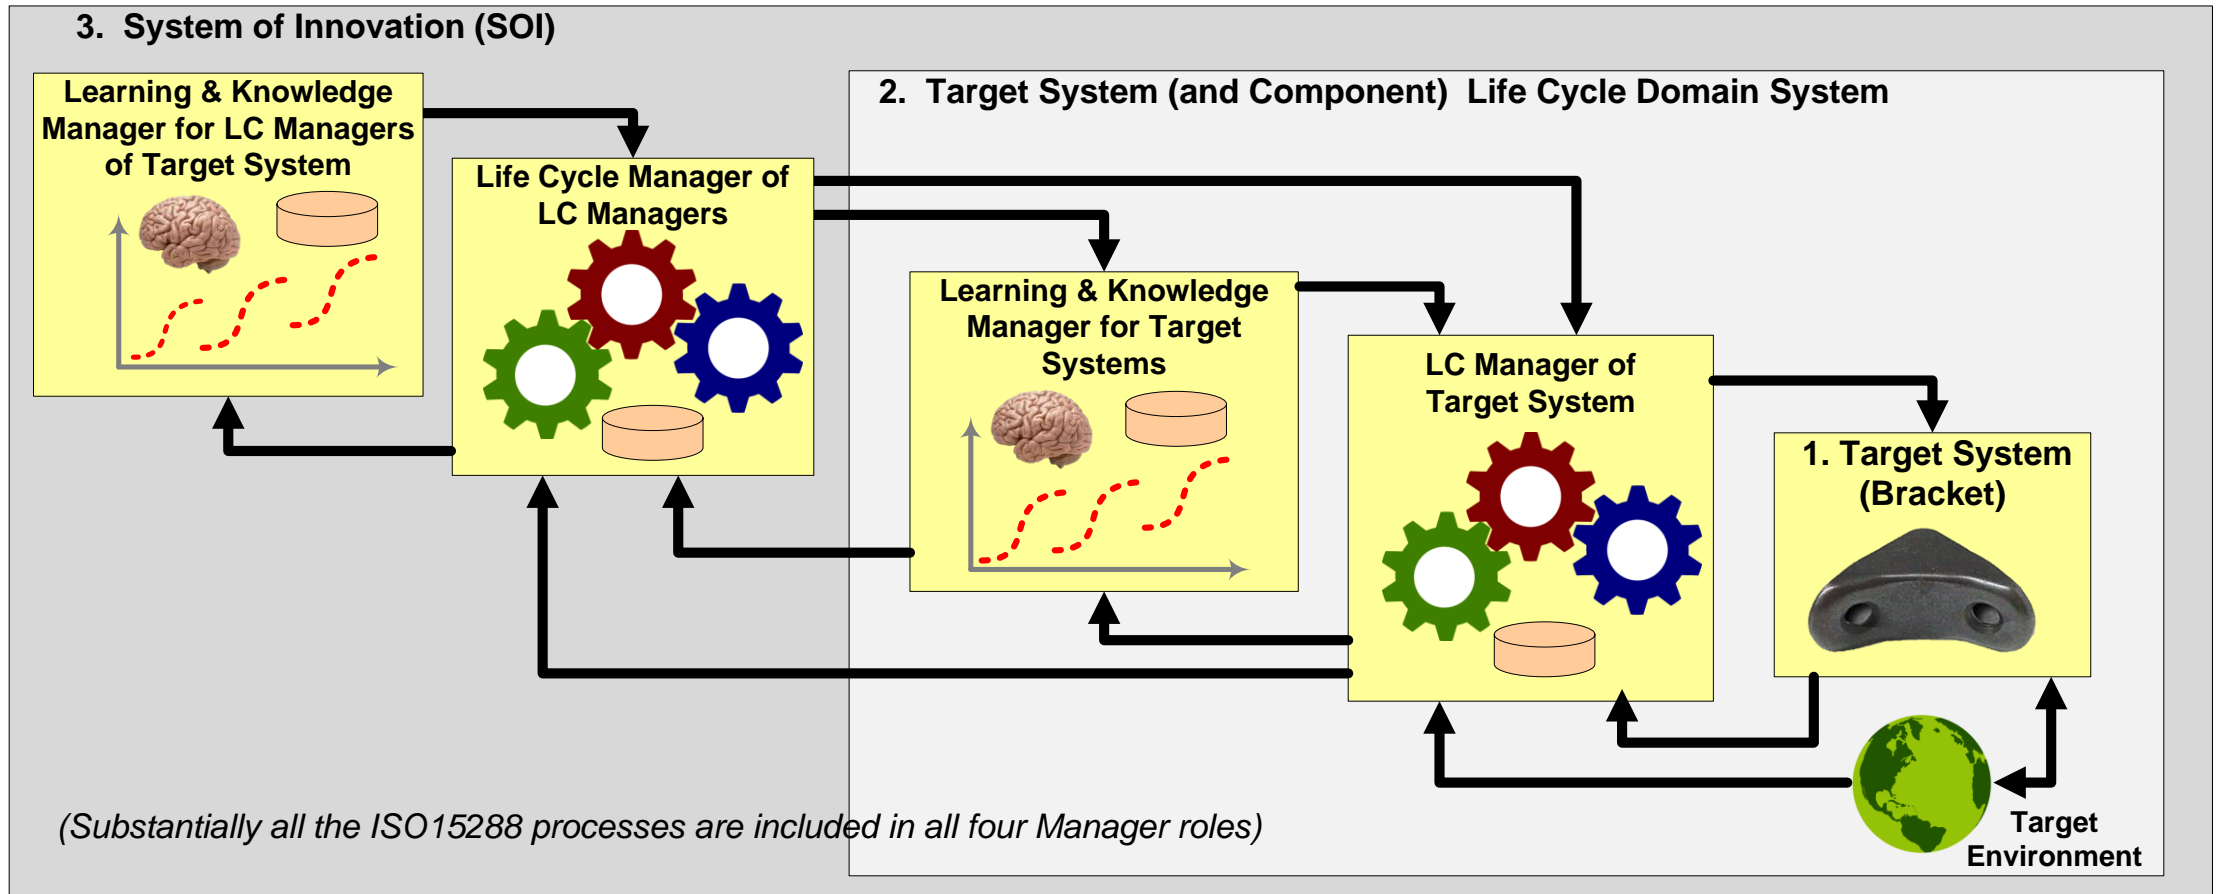 3. System of Innovation (SOI)
Learning & Knowledge
Manager for LC Managers
of Target System
2. Target System (and Component) Life Cycle Domain System
Life Cycle Manager of
LC Managers
Learning & Knowledge
Manager for Target
Systems
LC Manager of
Target System
1. Target System
(Bracket)
(Substantially all the ISO15288 processes are included in all four Manager roles)
Target
Environment